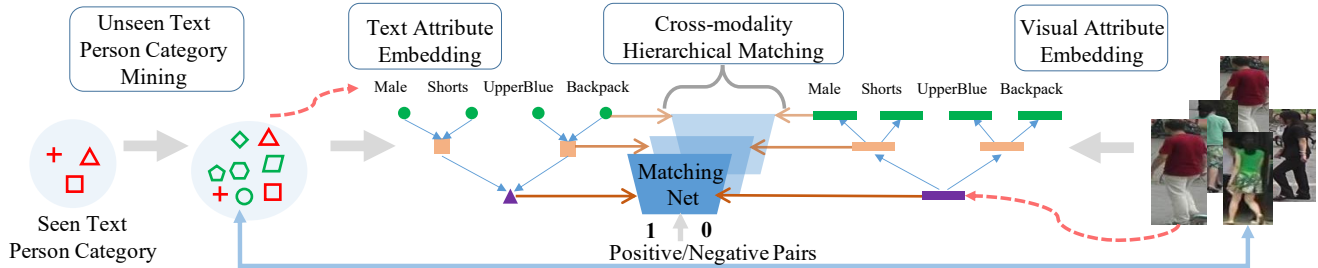 Unseen Text
Person Category
Mining
Text Attribute
Embedding
Cross-modality
Hierarchical Matching
Visual Attribute
Embedding
Male Shorts UpperBlue Backpack
Male Shorts UpperBlue Backpack
Matching
Net
Seen Text
Person Category
1 0
Positive/Negative Pairs